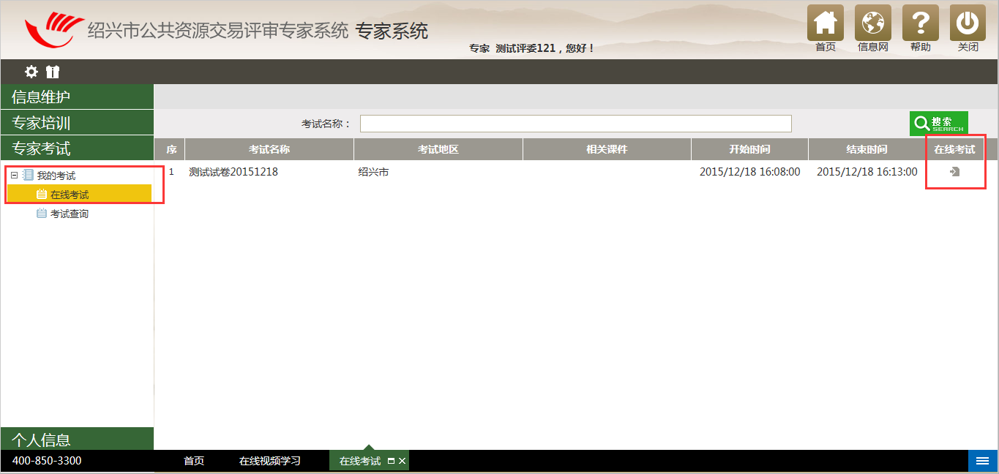 绍兴市公共资源交易评审专家系统 专家系统
专家 测试评委121，您好！
首页 信息网 帮助 关闭
信息维护
专家培训
专家考试
我的考试
在线考试
考试查询
个人信息
考试名称：
搜索
SEARCH
序 考试名称 考试地区 相关课件 开始时间 结束时间 在线考试
1 测试试卷20151218 绍兴市 2015/12/18 16:08:00 2015/12/18 16:13:00
400-850-3300 首页 在线视频学习 在线考试